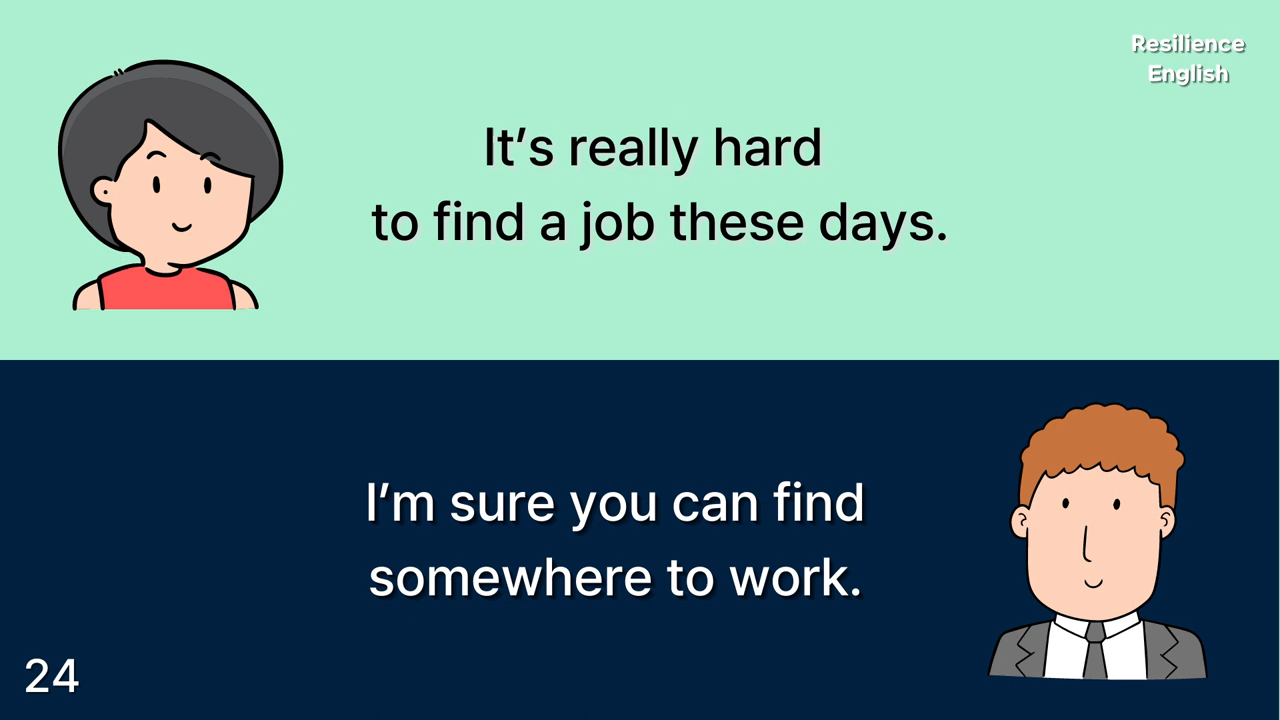 Resilience
English
It’s really hard
to find a job these days.
I’m sure you can find
somewhere to work.
24